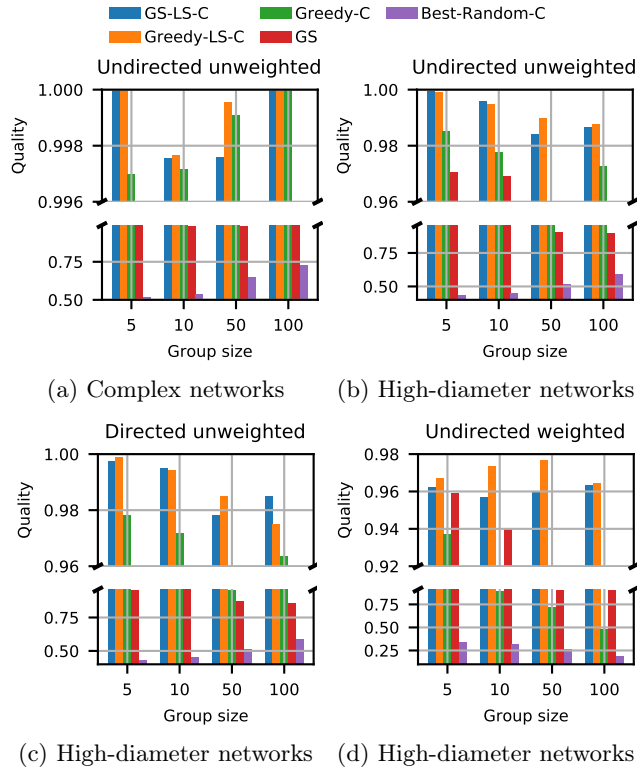 GS-LS-C Greedy-C Best-Random-C
Greedy-LS-C GS
Undirected unweighted Undirected unweighted
1.000 1.00
0.998 0.98
0.996 0.96
Quality Quality
0.75 0.75
0.50 0.50
5 10 50 100 5 10 50 100
Group size Group size
(a) Complex networks (b) High-diameter networks
Directed unweighted Undirected weighted
1.00 0.98
0.98 0.96
0.96 0.94
0.92
Quality Quality
0.75 0.75
0.50 0.50
0.25
5 10 50 100 5 10 50 100
Group size Group size
(c) High-diameter networks (d) High-diameter networks